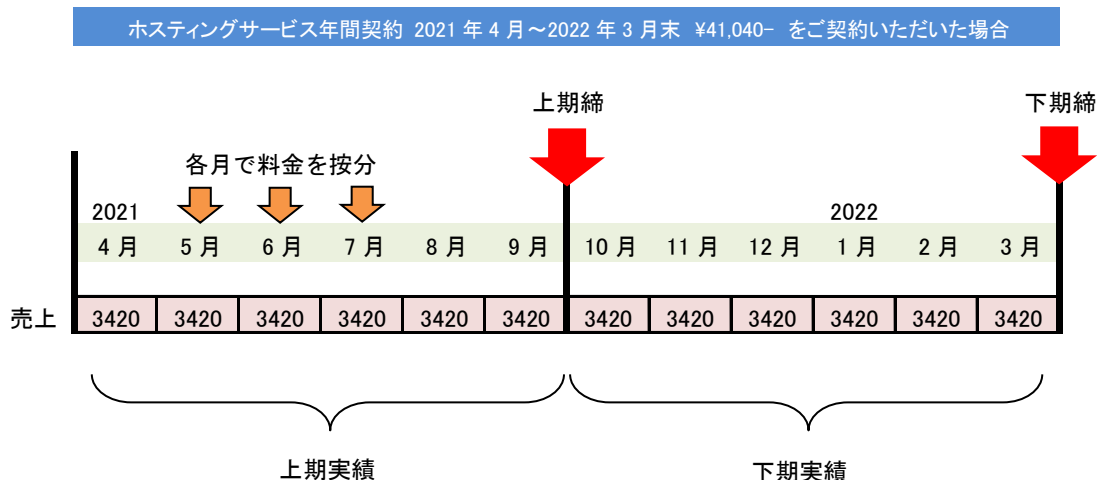 ホスティングサービス年間契約 2021 年 4 月～2022 年 3 月末 ¥41,040- をご契約いただいた場合
上期締
下期締
各月で料金を按分
2021
2022
4 月 5 月 6 月 7 月 8 月 9 月 10 月 11 月 12 月 1 月 2 月 3 月
売上 3420 3420 3420 3420 3420 3420 3420 3420 3420 3420 3420 3420
上期実績
下期実績